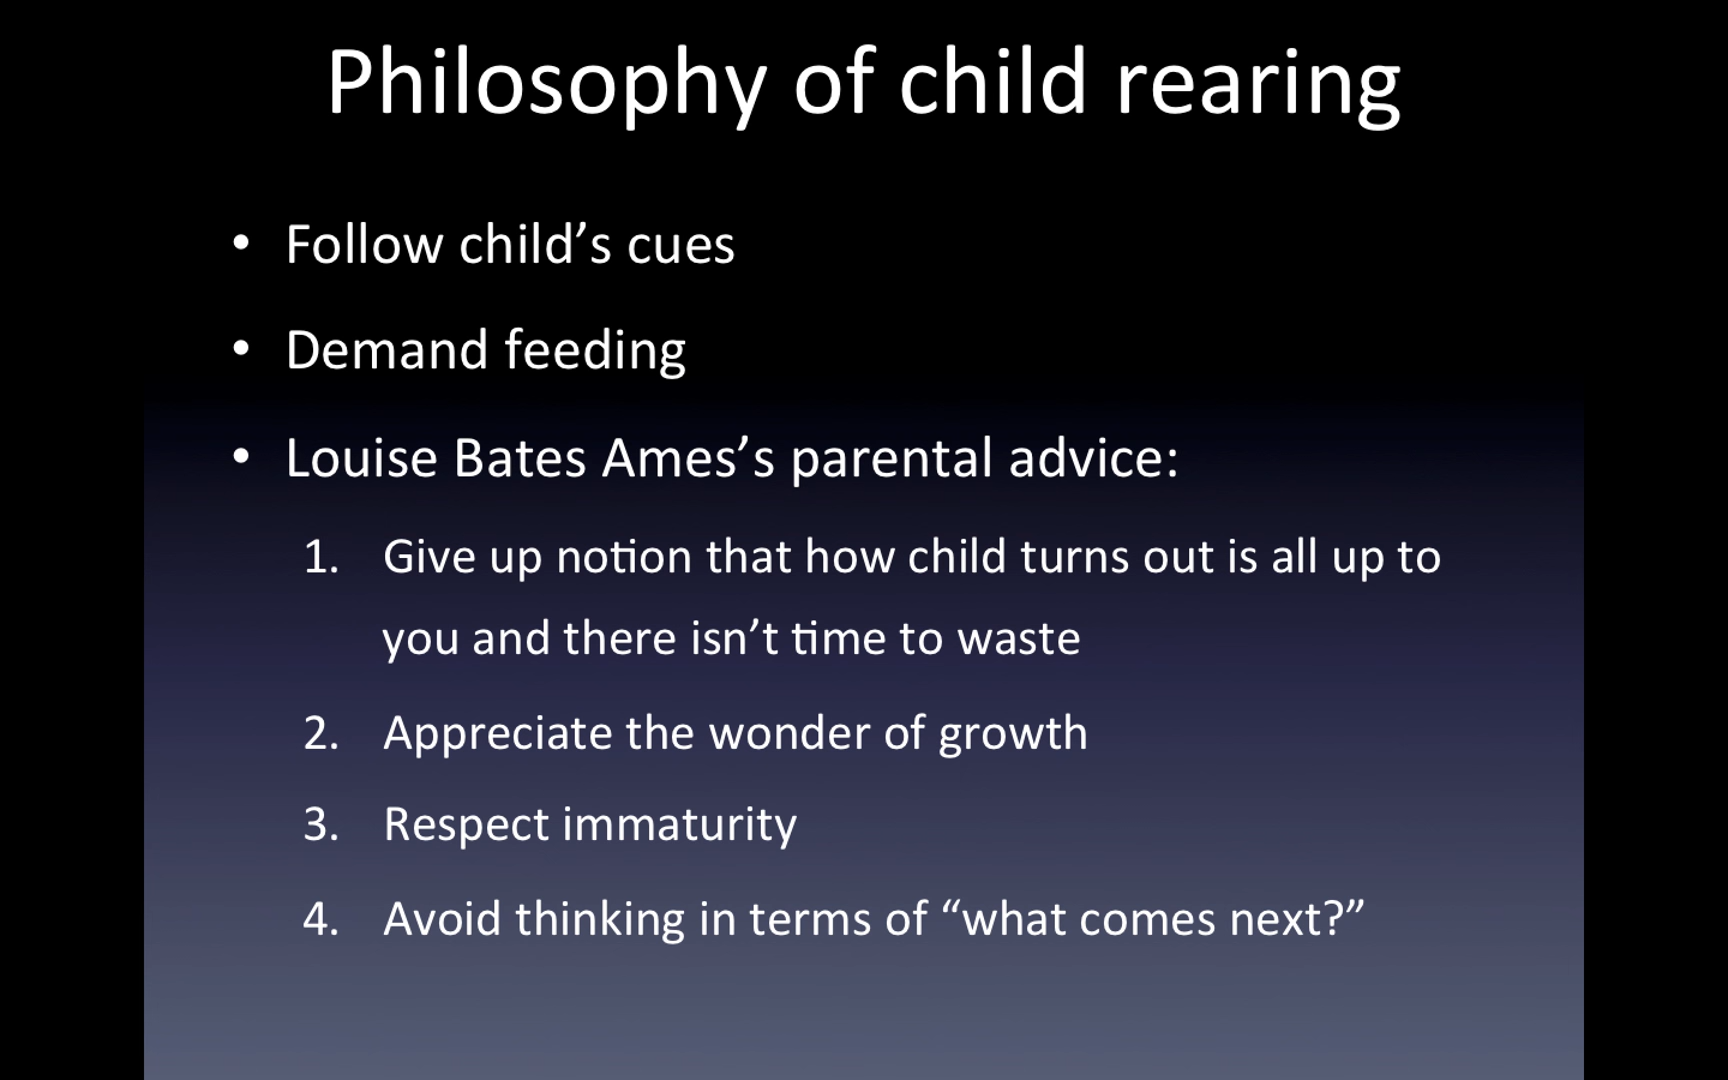 Philosophy of child rearing
• Follow child’s cues
• Demand feeding
• Louise Bates Ames’s parental advice:
1. Give up notion that how child turns out is all up to
you and there isn’t time to waste
2. Appreciate the wonder of growth
3. Respect immaturity
4. Avoid thinking in terms of “what comes next?”